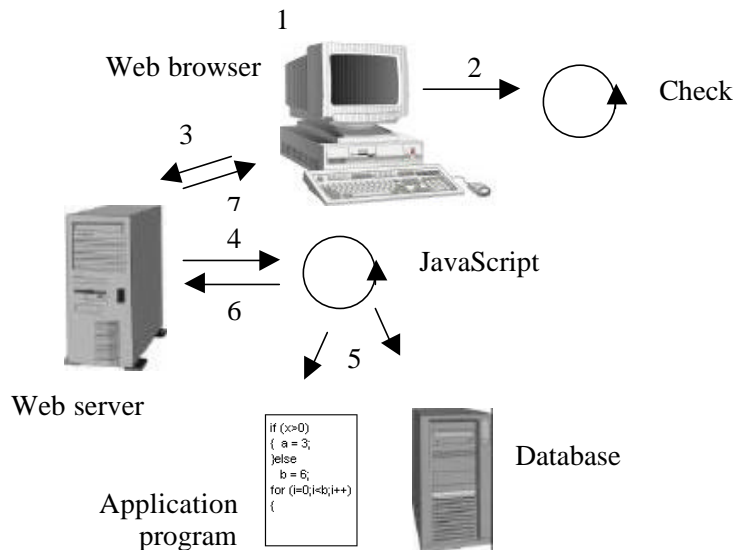 1
Web browser
2
Check
3
7
4
JavaScript
6
5
Web server
if (x>0)
{ a = 3;
}else
b = 6;
for (i=0;i<b;i++)
{
Database
Application
program